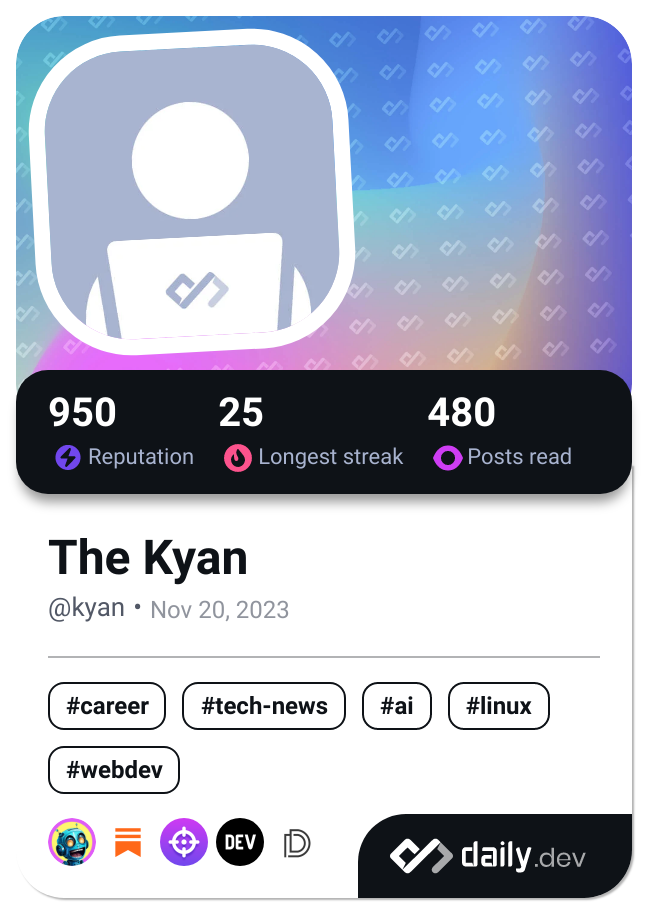 950 25 480
Reputation Longest streak Posts read
The Kyan
@kyan • Nov 20, 2023
#career #tech-news #ai #linux
#webdev
DEV
daily.dev